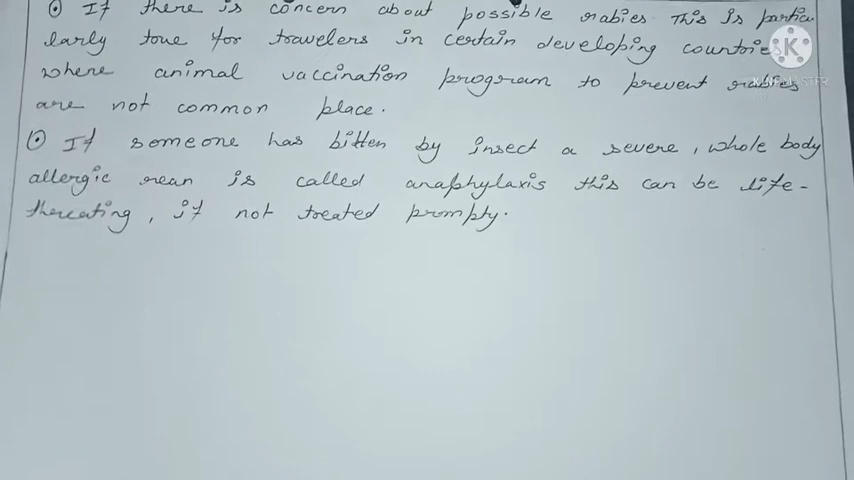 ⊙ If there is concern about possible rabies. This is particu
larly true for travelers in certain developing countries
where animal vaccination program to prevent rabies
are not common place.
⊙ If someone has bitten by insect a severe, whole body
allergic rean is called anaphylaxis this can be life-
threating, if not treated prompty.
K